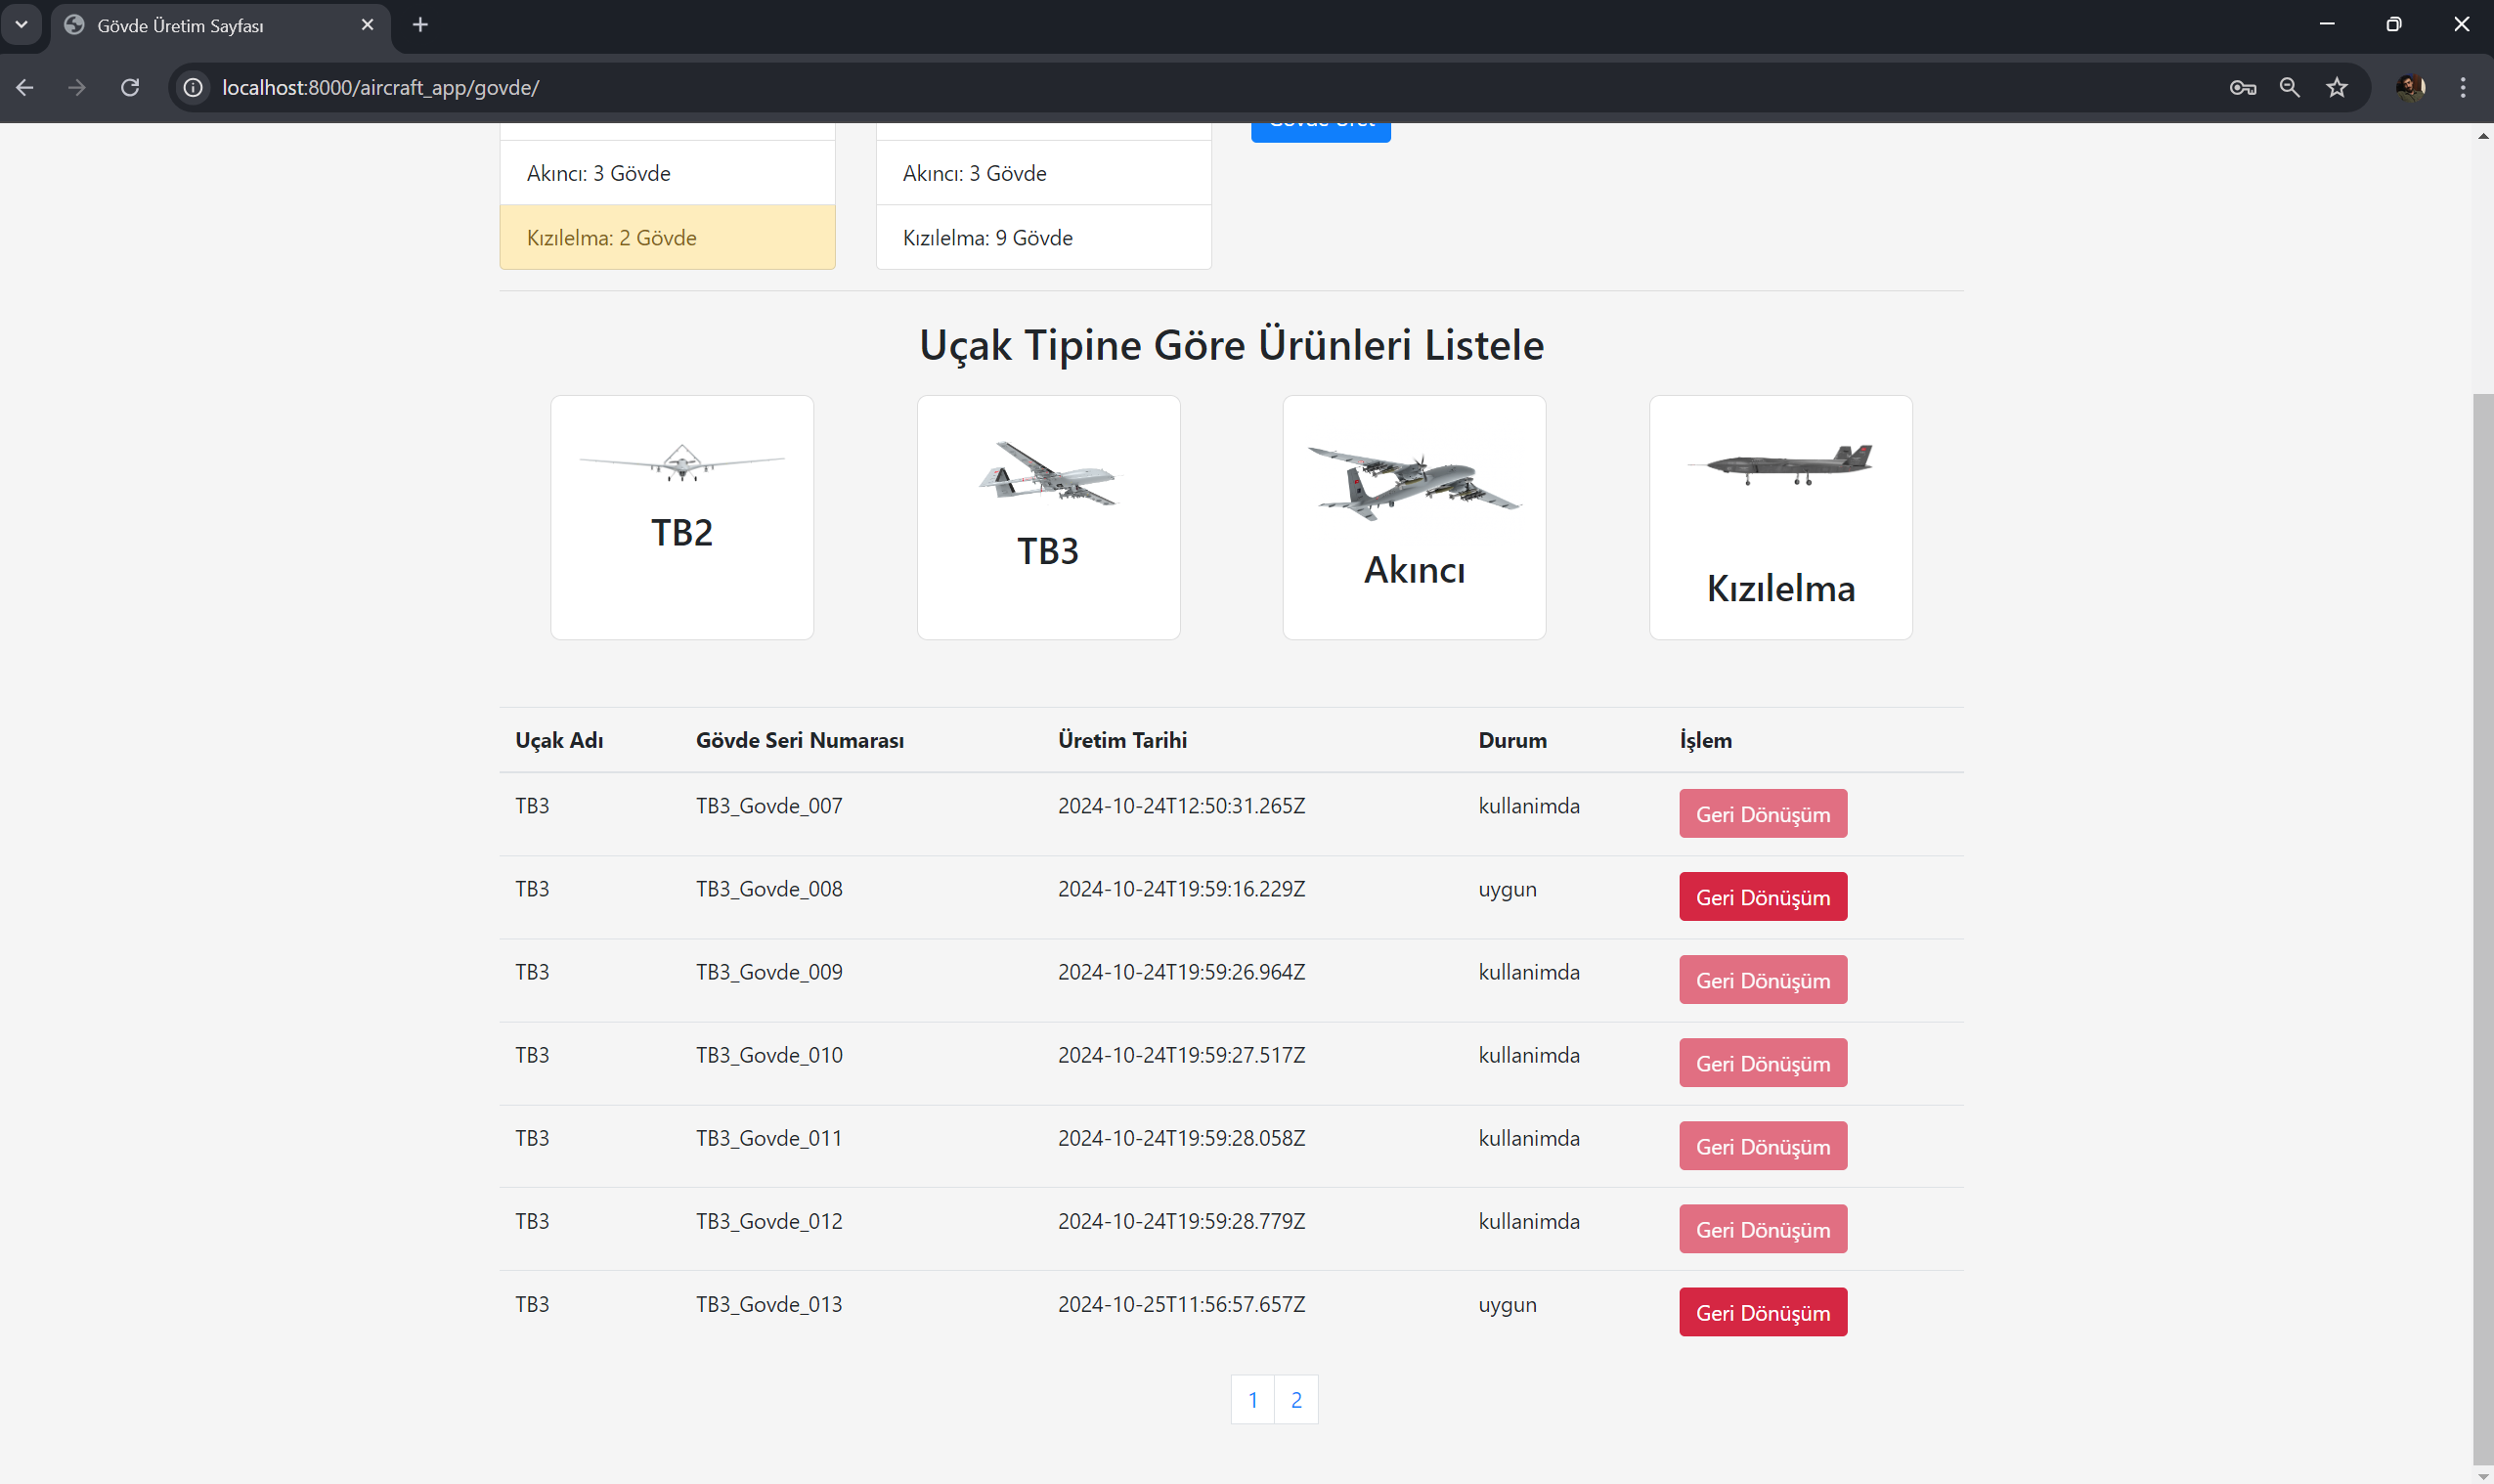 Gövde Üretim Sayfası
localhost:8000/aircraft_app/govde/
Akıncı: 3 Gövde
Akıncı: 3 Gövde
Kızılelma: 2 Gövde
Kızılelma: 9 Gövde
Uçak Tipine Göre Ürünleri Listele
TB2
TB3
Akıncı
Kızılelma
Uçak Adı Gövde Seri Numarası Üretim Tarihi Durum İşlem
TB3 TB3_Govde_007 2024-10-24T12:50:31.265Z kullanimda Geri Dönüşüm
TB3 TB3_Govde_008 2024-10-24T19:59:16.229Z uygun Geri Dönüşüm
TB3 TB3_Govde_009 2024-10-24T19:59:26.964Z kullanimda Geri Dönüşüm
TB3 TB3_Govde_010 2024-10-24T19:59:27.517Z kullanimda Geri Dönüşüm
TB3 TB3_Govde_011 2024-10-24T19:59:28.058Z kullanimda Geri Dönüşüm
TB3 TB3_Govde_012 2024-10-24T19:59:28.779Z kullanimda Geri Dönüşüm
TB3 TB3_Govde_013 2024-10-25T11:56:57.657Z uygun Geri Dönüşüm
1 2